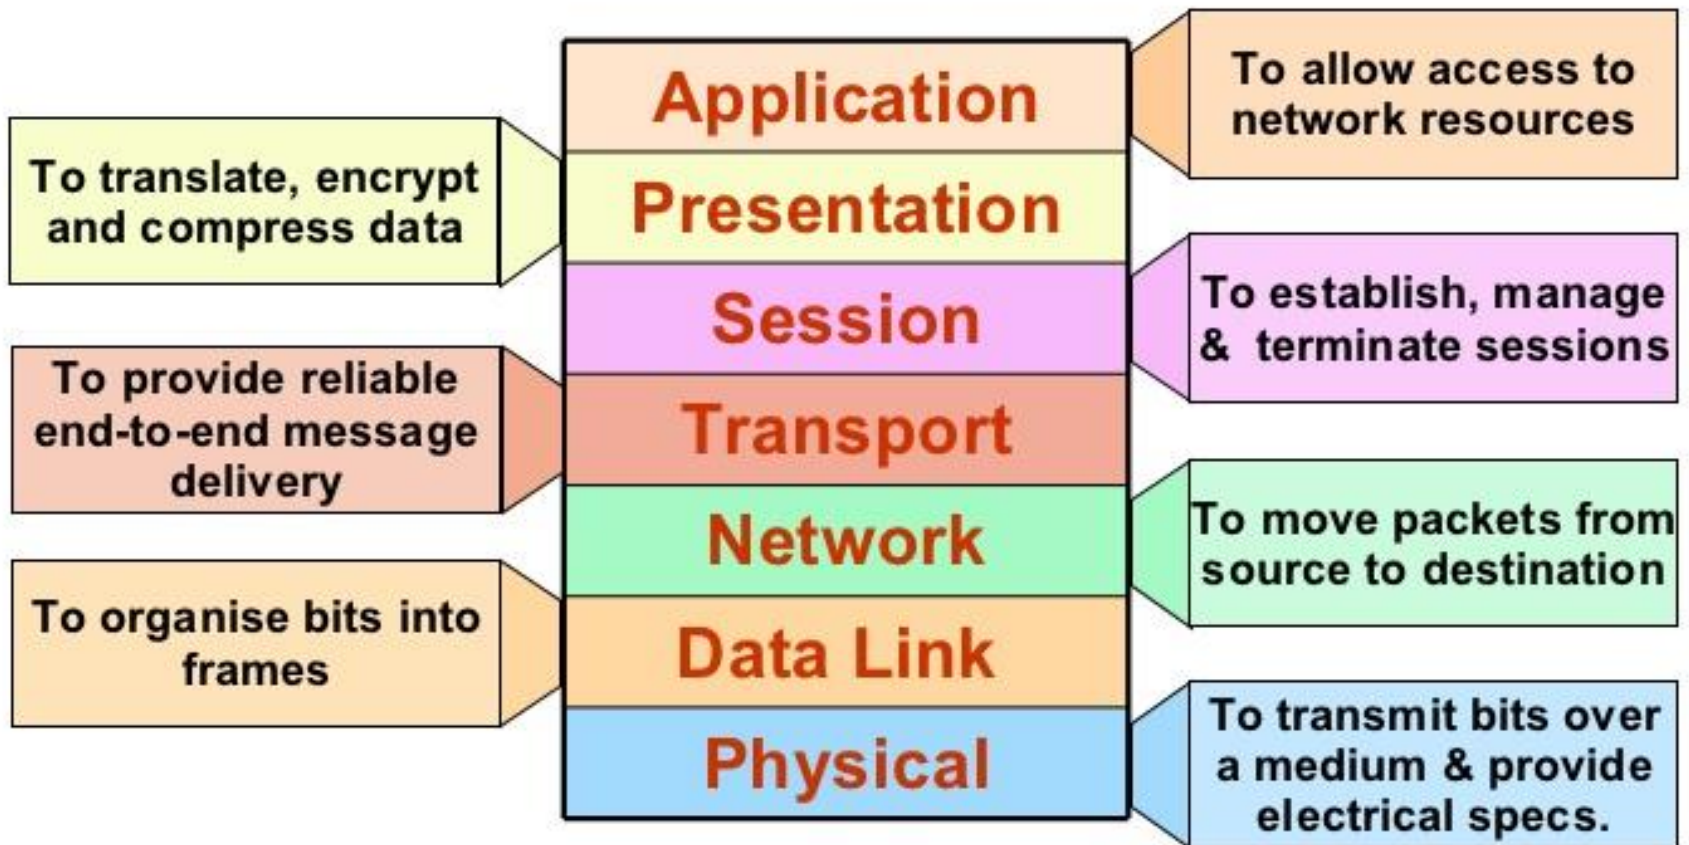 Application
To allow access to
network resources
To translate, encrypt
and compress data
Presentation
Session
To establish, manage
& terminate sessions
To provide reliable
end-to-end message
delivery
Transport
Network
To move packets from
source to destination
To organise bits into
frames
Data Link
Physical
To transmit bits over
a medium & provide
electrical specs.